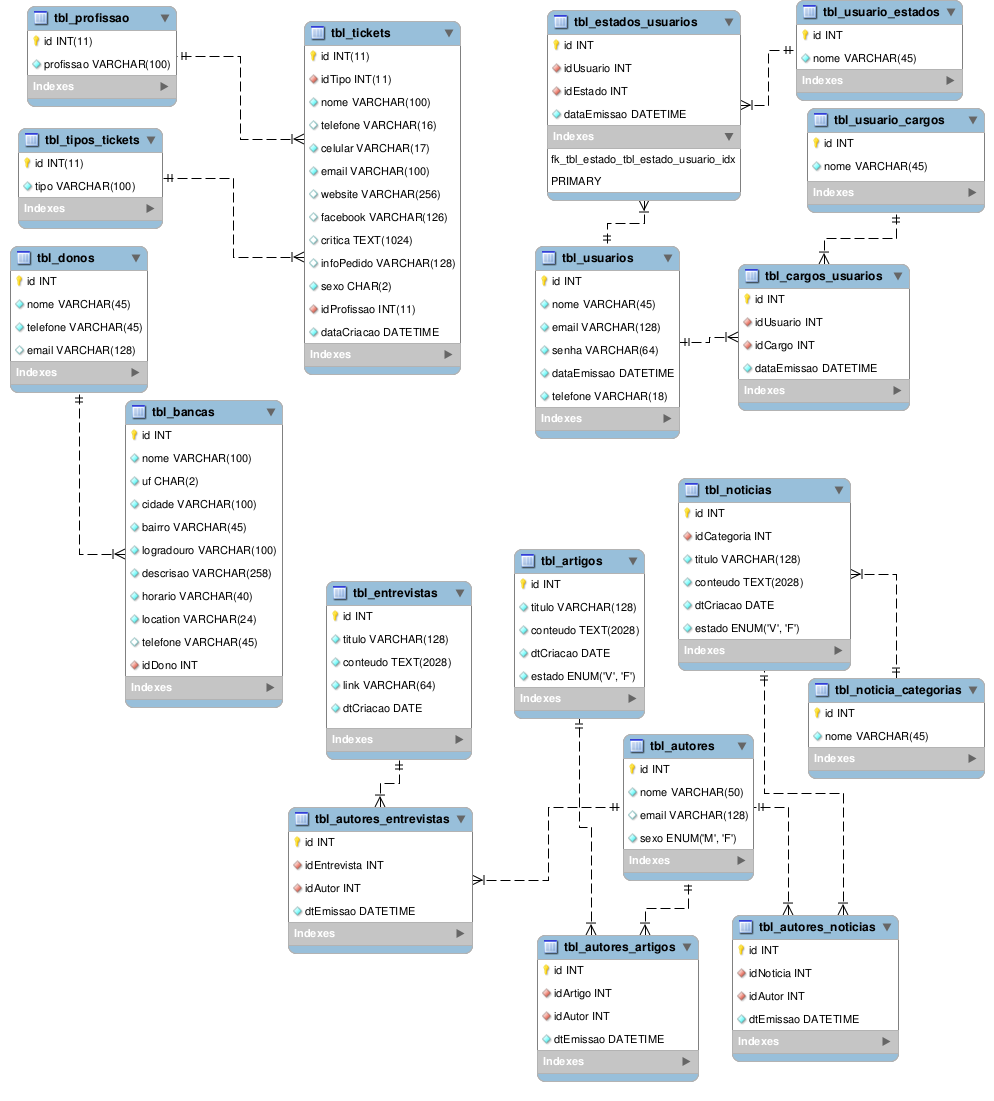 tbl_profissao
id INT(11)
profissao VARCHAR(100)
Indexes
tbl_tipos_tickets
id INT(11)
tipo VARCHAR(100)
Indexes
tbl_donos
id INT
nome VARCHAR(45)
telefone VARCHAR(45)
email VARCHAR(128)
Indexes
tbl_bancas
id INT
nome VARCHAR(100)
uf CHAR(2)
cidade VARCHAR(100)
bairro VARCHAR(45)
logradouro VARCHAR(100)
descrisao VARCHAR(258)
horario VARCHAR(40)
location VARCHAR(24)
telefone VARCHAR(45)
idDono INT
Indexes
tbl_tickets
id INT(11)
idTipo INT(11)
nome VARCHAR(100)
telefone VARCHAR(16)
celular VARCHAR(17)
email VARCHAR(100)
website VARCHAR(256)
facebook VARCHAR(126)
critica TEXT(1024)
infoPedido VARCHAR(128)
sexo CHAR(2)
idProfissao INT(11)
dataCriacao DATETIME
Indexes
tbl_estados_usuarios
id INT
idUsuario INT
idEstado INT
dataEmissao DATETIME
Indexes
fk_tbl_estado_tbl_estado_usuario_idx
PRIMARY
tbl_usuario_estados
id INT
nome VARCHAR(45)
Indexes
tbl_usuario_cargos
id INT
nome VARCHAR(45)
Indexes
tbl_usuarios
id INT
nome VARCHAR(45)
email VARCHAR(128)
senha VARCHAR(64)
dataEmissao DATETIME
telefone VARCHAR(18)
Indexes
tbl_cargos_usuarios
id INT
idUsuario INT
idCargo INT
dataEmissao DATETIME
Indexes
tbl_noticias
id INT
idCategoria INT
titulo VARCHAR(128)
conteudo TEXT(2028)
dtCriacao DATE
estado ENUM('V', 'F')
Indexes
tbl_noticia_categorias
id INT
nome VARCHAR(45)
Indexes
tbl_artigos
id INT
titulo VARCHAR(128)
conteudo TEXT(2028)
dtCriacao DATE
estado ENUM('V', 'F')
Indexes
tbl_entrevistas
id INT
titulo VARCHAR(128)
conteudo TEXT(2028)
link VARCHAR(64)
dtCriacao DATE
Indexes
tbl_autores
id INT
nome VARCHAR(50)
email VARCHAR(128)
sexo ENUM('M', 'F')
Indexes
tbl_autores_entrevistas
id INT
idEntrevista INT
idAutor INT
dtEmissao DATETIME
Indexes
tbl_autores_artigos
id INT
idArtigo INT
idAutor INT
dtEmissao DATETIME
Indexes
tbl_autores_noticias
id INT
idNoticia INT
idAutor INT
dtEmissao DATETIME
Indexes